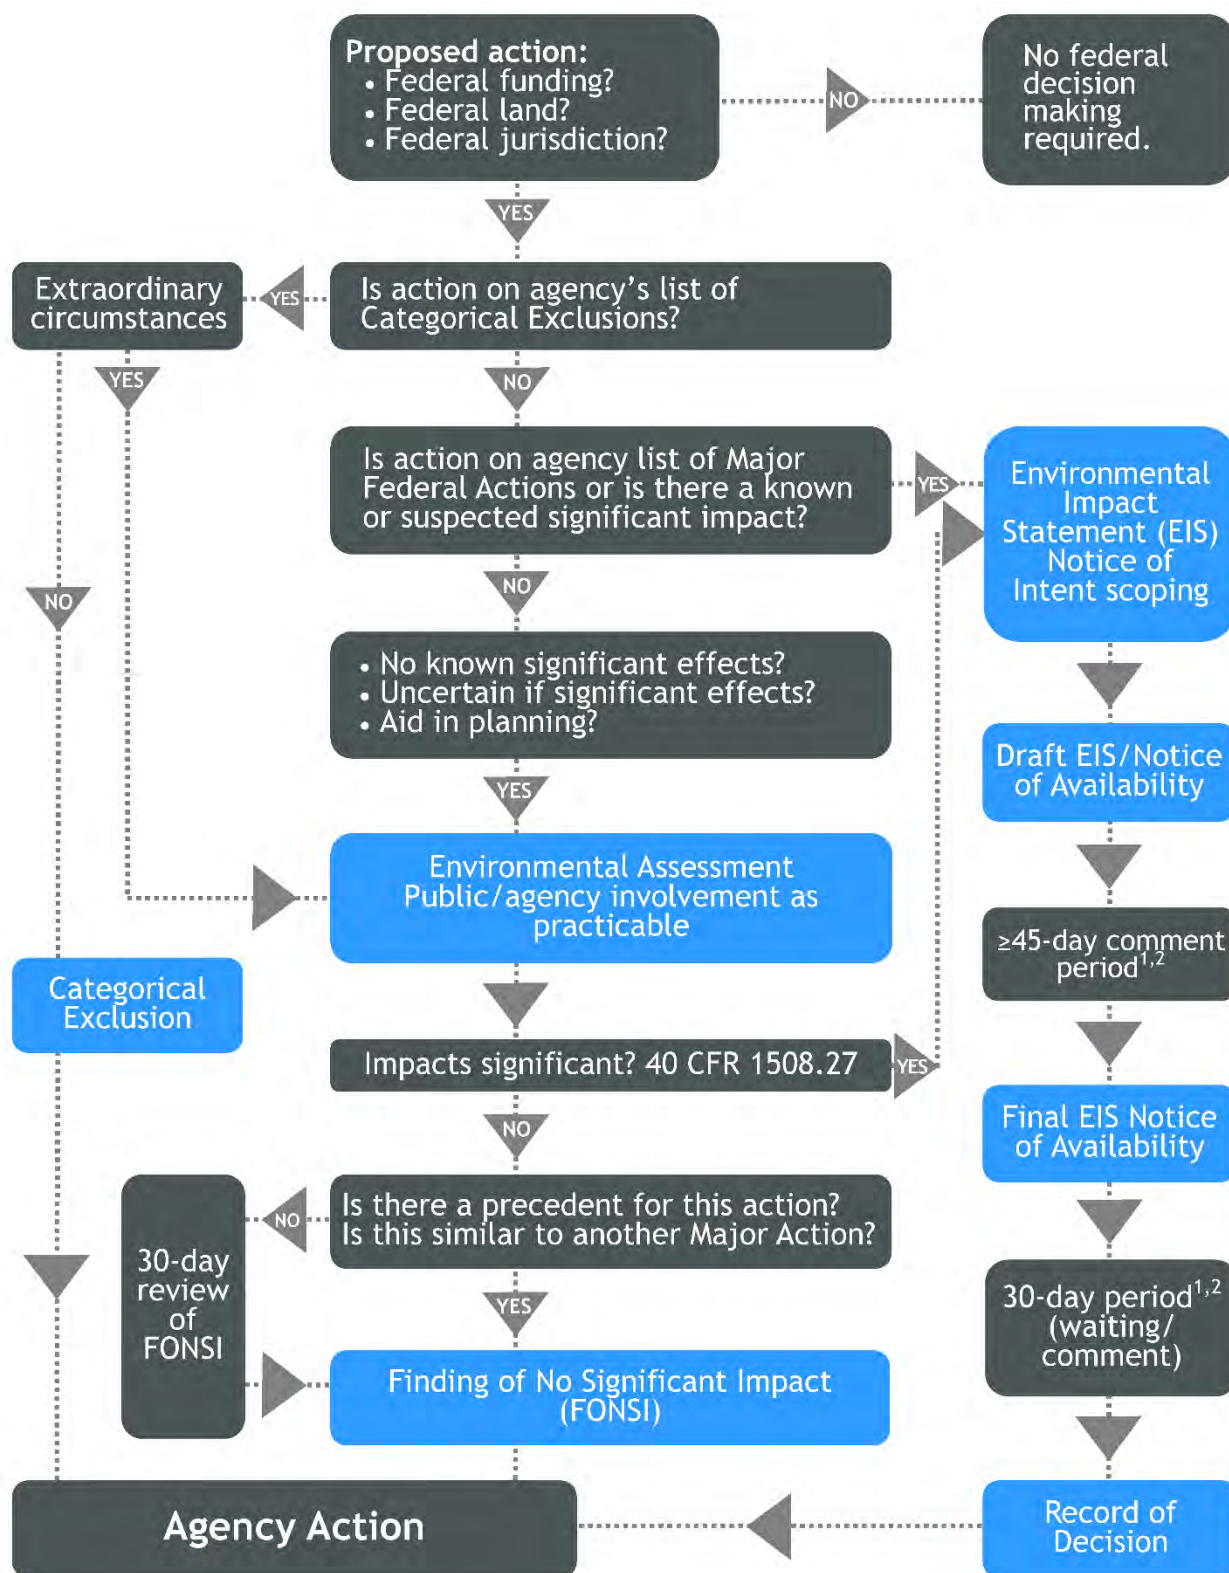 Proposed action:
• Federal funding?
• Federal land?
• Federal jurisdiction?
NO
No federal
decision
making
required.
YES
Extraordinary
circumstances
YES
Is action on agency’s list of
Categorical Exclusions?
YES
NO
Is action on agency list of Major
Federal Actions or is there a known
or suspected significant impact?
YES
Environmental
Impact
Statement (EIS)
Notice of
Intent scoping
NO
NO
• No known significant effects?
• Uncertain if significant effects?
• Aid in planning?
Draft EIS/Notice
of Availability
YES
Environmental Assessment
Public/agency involvement as
practicable
≥45-day comment
period1,2
Categorical
Exclusion
Impacts significant? 40 CFR 1508.27
YES
Final EIS Notice
of Availability
NO
Is there a precedent for this action?
Is this similar to another Major Action?
NO
30-day
review
of
FONSI
YES
30-day period1,2
(waiting/
comment)
Finding of No Significant Impact
(FONSI)
Agency Action
Record of
Decision